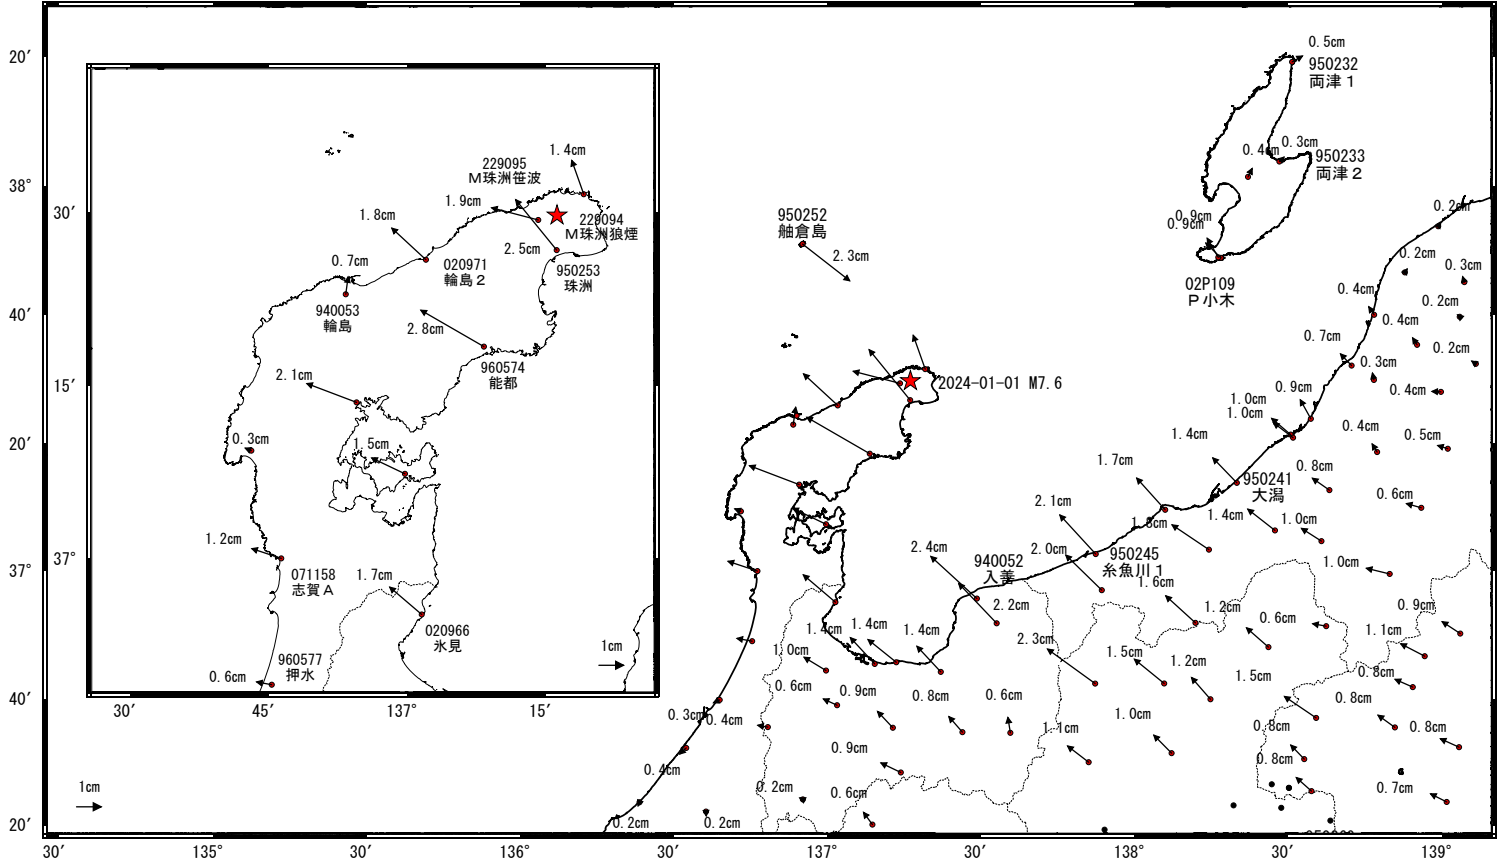 20′
38°
40′
20′
37°
40′
20′
30′
135°
30′
136°
30′
137°
30′
138°
30′
139°
30′
15′
37°
30′
45′
137°
15′
1.4cm
229095
M珠洲笹波
1.9cm
229094
M珠洲狼煙
1.8cm
2.5cm
020971
輪島2
950253
珠洲
0.7cm
940053
輪島
2.8cm
960574
能都
2.1cm
0.3cm
1.5cm
1.2cm
071158
志賀A
1.7cm
020966
氷見
960577
押水
0.6cm
1cm
1cm
0.5cm
950232
両津1
0.3cm
0.4cm
950233
両津2
0.9cm
0.9cm
02P109
P小木
950252
舳倉島
2.3cm
2024-01-01 M7.6
0.2cm
0.2cm
0.3cm
0.4cm
0.2cm
0.4cm
0.7cm
0.2cm
0.3cm
0.9cm
0.4cm
1.0cm
1.0cm
0.4cm
0.5cm
1.4cm
1.7cm
0.8cm
950241
大潟
0.6cm
2.1cm
1.8cm
1.4cm
1.0cm
2.4cm
2.0cm
950245
糸魚川1
940052
入善
1.0cm
1.6cm
2.2cm
1.2cm
0.6cm
0.9cm
1.4cm
1.4cm
1.4cm
2.3cm
1.1cm
1.0cm
1.5cm
1.2cm
0.6cm
0.9cm
0.8cm
0.6cm
1.5cm
0.8cm
0.8cm
0.3cm
0.4cm
1.1cm
1.0cm
0.8cm
0.8cm
0.9cm
0.8cm
0.4cm
0.2cm
0.6cm
0.7cm
0.2cm
0.2cm